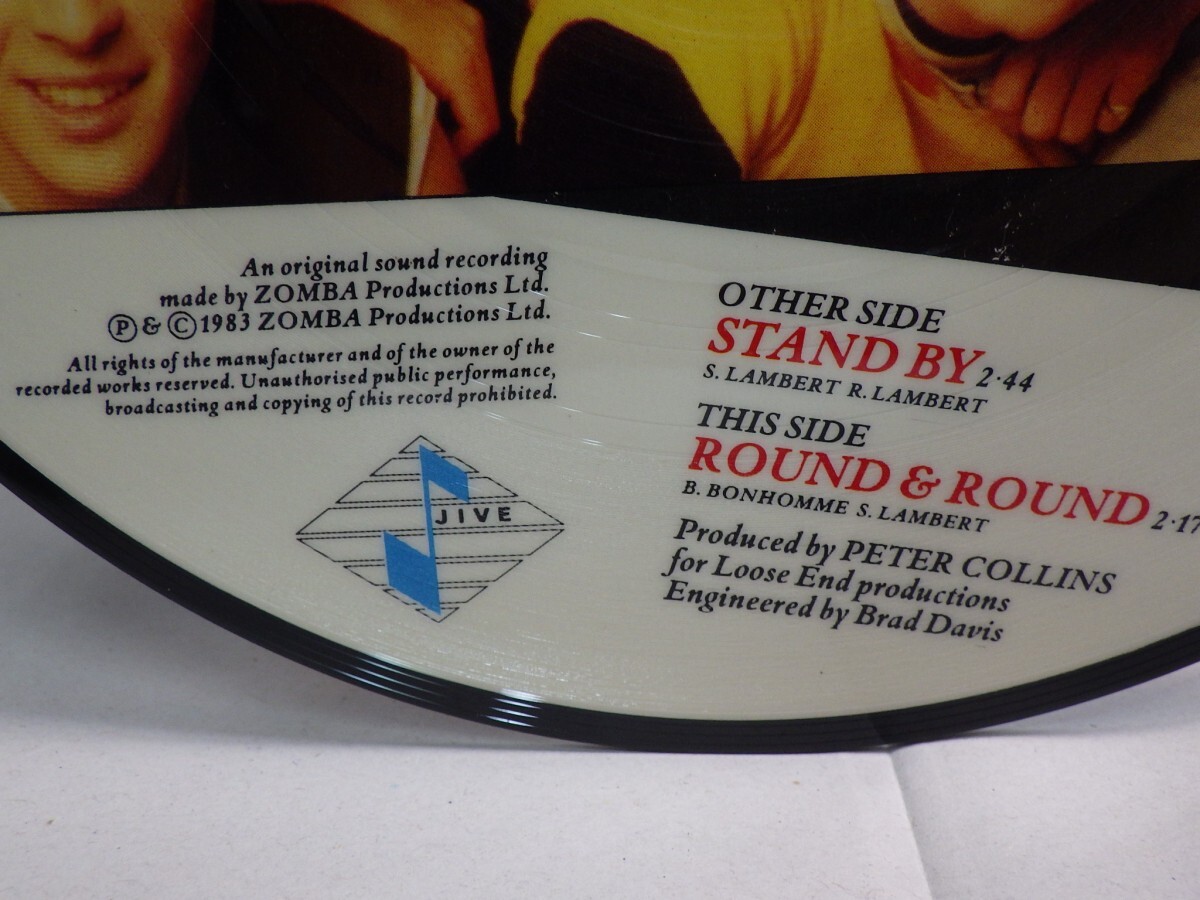 An original sound recording
made by ZOMBA Productions Ltd.
Ⓟ & Ⓒ 1983 ZOMBA Productions Ltd.
All rights of the manufacturer and of the owner of the
recorded works reserved. Unauthorised public performance,
broadcasting and copying of this record prohibited.
JIVE
OTHER SIDE
STAND BY 2·44
S. LAMBERT R. LAMBERT
THIS SIDE
ROUND & ROUND 2·17
B. BONHOMME S. LAMBERT
Produced by PETER COLLINS
for Loose End productions
Engineered by Brad Davis